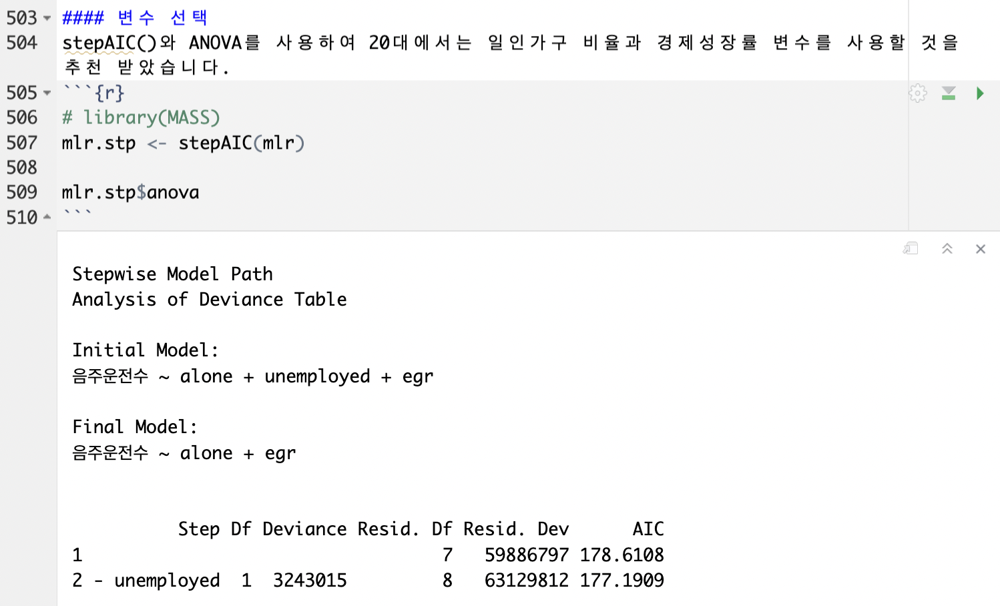 503 #### 변수 선택
504 stepAIC()와 ANOVA를 사용하여 20대에서는 일인가구 비율과 경제성장률 변수를 사용할 것을
추천 받았습니다.
505 ```{r}
506 # library(MASS)
507 mlr.stp <- stepAIC(mlr)
508
509 mlr.stp$anova
510 ```
Stepwise Model Path
Analysis of Deviance Table
Initial Model:
음주운전수 ~ alone + unemployed + egr
Final Model:
음주운전수 ~ alone + egr
Step Df Deviance Resid. Df Resid. Dev AIC
1 7 59886797 178.6108
2 - unemployed 1 3243015 8 63129812 177.1909